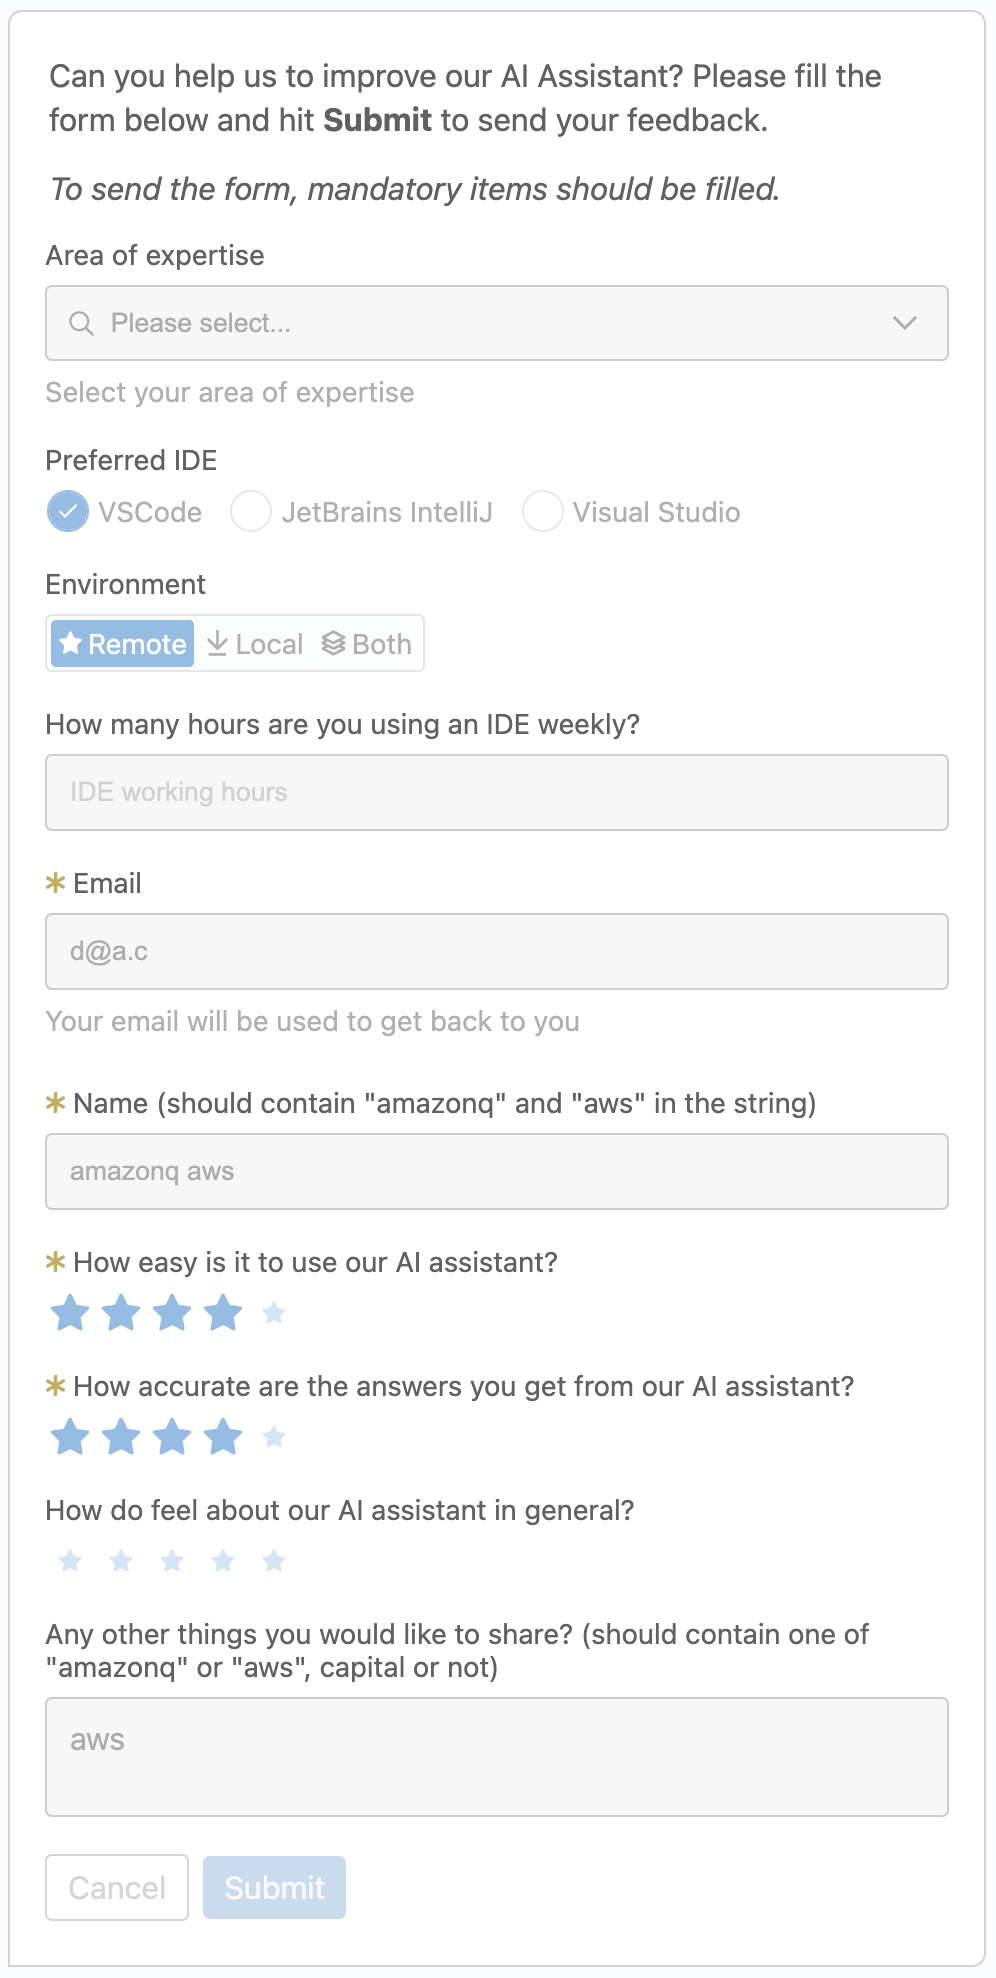 Can you help us to improve our AI Assistant? Please fill the
form below and hit Submit to send your feedback.
To send the form, mandatory items should be filled.
Area of expertise
Please select...
Select your area of expertise
Preferred IDE
VSCode JetBrains IntelliJ Visual Studio
Environment
Remote Local Both
How many hours are you using an IDE weekly?
IDE working hours
* Email
d@a.c
Your email will be used to get back to you
* Name (should contain "amazonq" and "aws" in the string)
amazonq aws
* How easy is it to use our AI assistant?
* How accurate are the answers you get from our AI assistant?
How do feel about our AI assistant in general?
Any other things you would like to share? (should contain one of
"amazonq" or "aws", capital or not)
aws
Cancel Submit